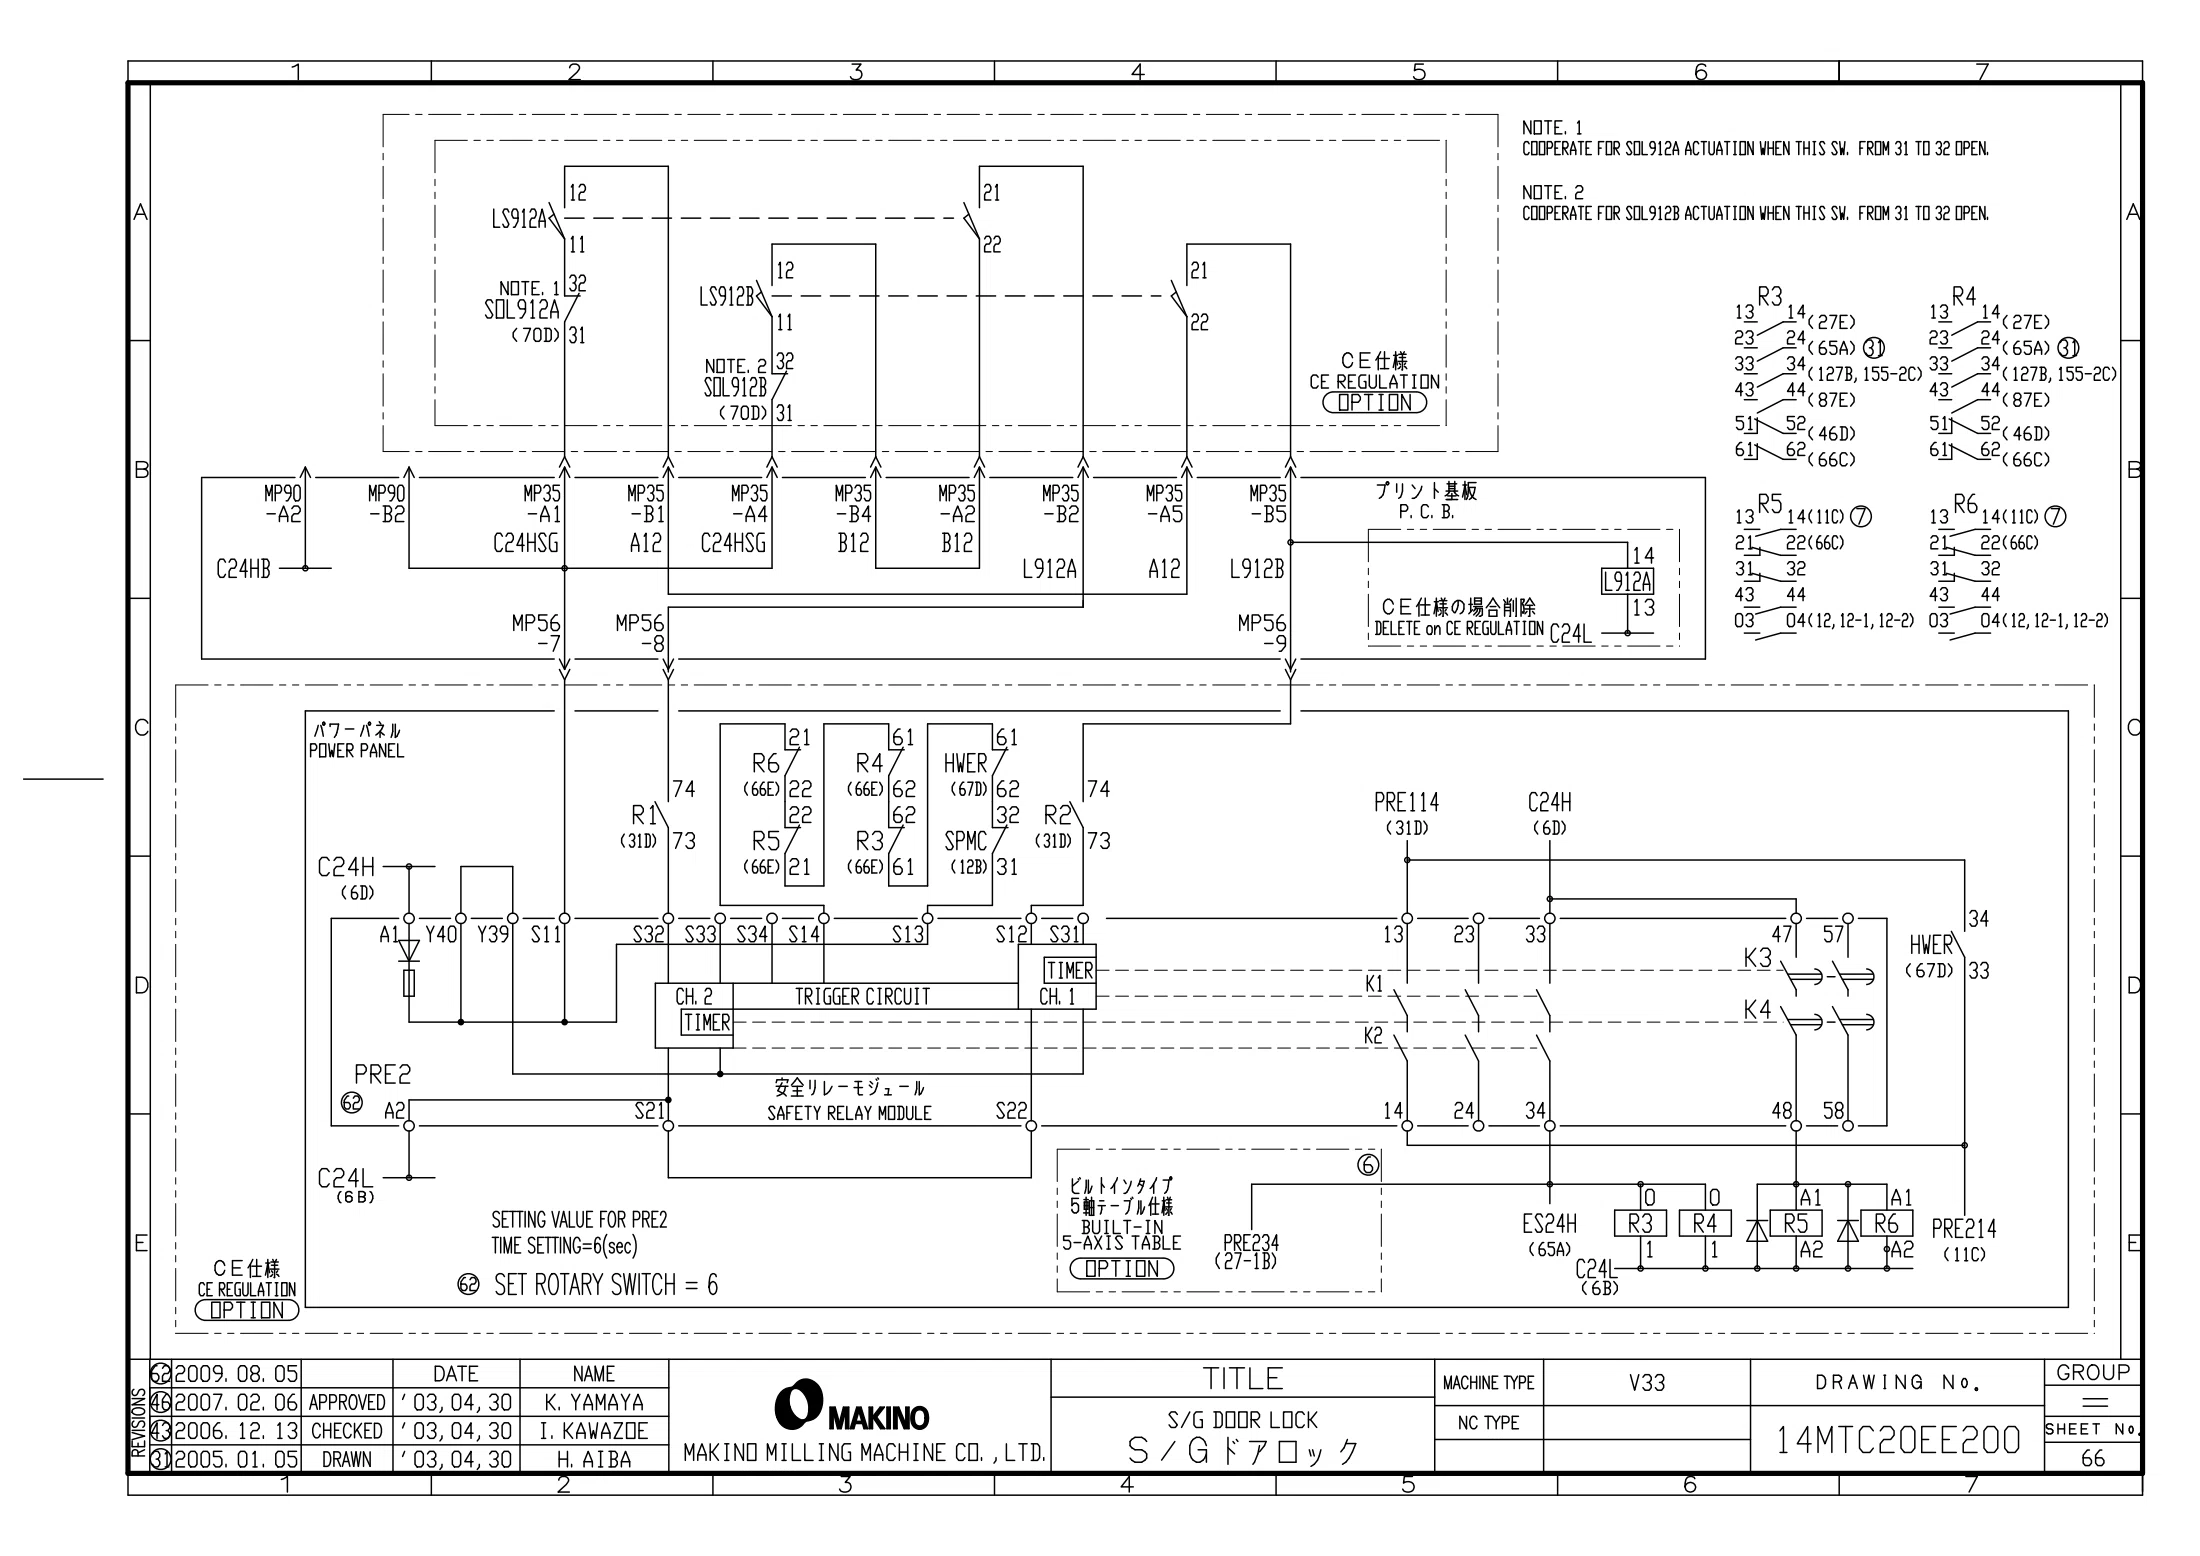 1 2 3 4 5 6 7
A
B
C
D
E
A
B
C
D
E
NOTE. 1
COOPERATE FOR SOL912A ACTUATION WHEN THIS SW. FROM 31 TO 32 OPEN.
NOTE. 2
COOPERATE FOR SOL912B ACTUATION WHEN THIS SW. FROM 31 TO 32 OPEN.
LS912A
12
11
21
22
NOTE. 1
SOL912A
(70D)
32
31
LS912B
12
11
21
22
NOTE. 2
SOL912B
(70D)
32
31
CE仕様
CE REGULATION
OPTION
R3
13 14 (27E)
23 24 (65A) 31
33 34 (127B, 155-2C)
43 44 (87E)
51 52 (46D)
61 62 (66C)
R4
13 14 (27E)
23 24 (65A) 31
33 34 (127B, 155-2C)
43 44 (87E)
51 52 (46D)
61 62 (66C)
R5
13 14 (11C) 7
21 22 (66C)
31 32
43 44
03 04 (12, 12-1, 12-2)
R6
13 14 (11C) 7
21 22 (66C)
31 32
43 44
03 04 (12, 12-1, 12-2)
MP90 MP90 MP35 MP35 MP35 MP35 MP35 MP35 MP35 MP35
-A2 -B2 -A1 -B1 -A4 -B4 -A2 -B2 -A5 -B5
C24HSG A12 C24HSG B12 B12
C24HB L912A A12 L912B
プリント基板
P. C. B.
14
L912A
13
CE仕様の場合削除
DELETE on CE REGULATION
C24L
MP56 MP56 MP56
-7 -8 -9
パワーパネル
POWER PANEL
R1
(31D)
74
73
R6
(66E)
21
22
R5
(66E)
22
21
R4
(66E)
61
62
R3
(66E)
62
61
HWER
(67D)
61
62
SPMC
(12B)
32
31
R2
(31D)
74
73
PRE114
(31D)
C24H
(6D)
C24H
(6D)
A1 Y40 Y39 S11 S32 S33 S34 S14 S13 S12 S31 13 23 33 47 57
HWER
(67D)
34
33
TIMER
CH. 1
CH. 2
TRIGGER CIRCUIT
TIMER
K1
K2
K3
K4
PRE2
62
安全リレーモジュール
SAFETY RELAY MODULE
A2 S21 S22 14 24 34 48 58
C24L
(6B)
SETTING VALUE FOR PRE2
TIME SETTING=6(sec)
62 SET ROTARY SWITCH = 6
6
ビルトインタイプ
5軸テーブル仕様
BUILT-IN
5-AXIS TABLE
OPTION
PRE234
(27-1B)
ES24H
(65A)
0
R3
1
0
R4
1
A1
R5
A2
A1
R6
A2
C24L
(6B)
PRE214
(11C)
CE仕様
CE REGULATION
OPTION
REVISIONS
62 2009. 08. 05 DATE NAME
46 2007. 02. 06 APPROVED '03, 04, 30 K. YAMAYA
43 2006. 12. 13 CHECKED '03, 04, 30 I. KAWAZOE
31 2005. 01. 05 DRAWN '03, 04, 30 H. AIBA
MAKINO
MAKINO MILLING MACHINE CO. , LTD.
TITLE
S/G DOOR LOCK
S/Gドアロック
MACHINE TYPE V33
NC TYPE
DRAWING No.
14MTC20EE200
GROUP
=
SHEET No.
66
1 2 3 4 5 6 7